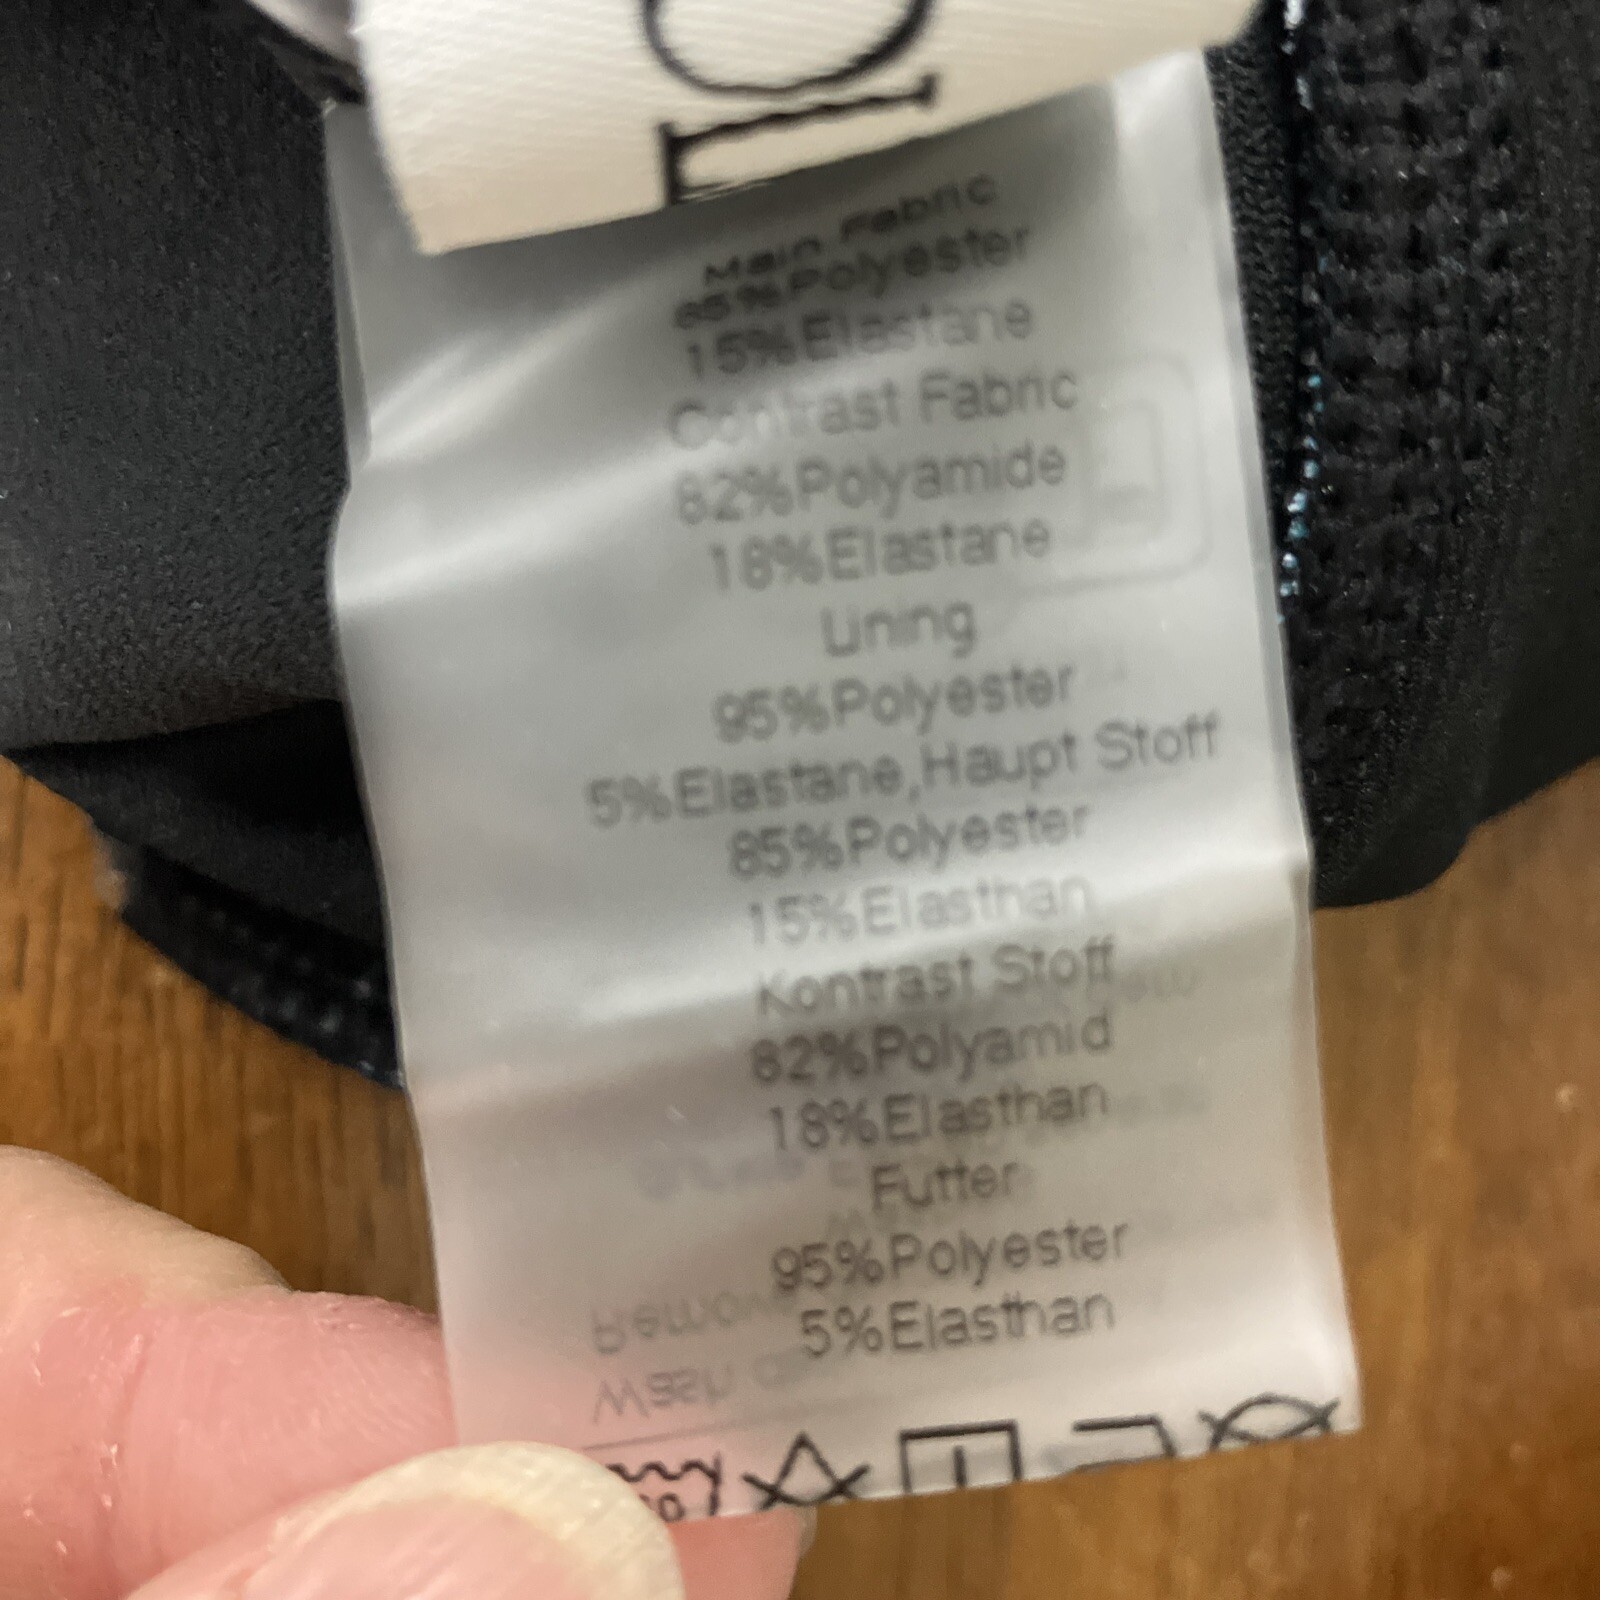 Main Fabric
85%Polyester
15%Elastane
Contrast Fabric
82%Polyamide
18%Elastane
Lining
95%Polyester
5%Elastane,Haupt Stoff
85%Polyester
15%Elasthan
Kontrast Stoff
82%Polyamid
18%Elasthan
Futter
95%Polyester
5%Elasthan